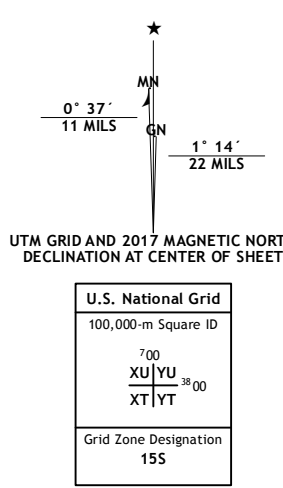 ★
MN
0° 37´
11 MILS
GN
1° 14´
22 MILS
UTM GRID AND 2017 MAGNETIC NORT
DECLINATION AT CENTER OF SHEET
U.S. National Grid
100,000-m Square ID
⁷00
XU YU
³⁸00
XT YT
Grid Zone Designation
15S